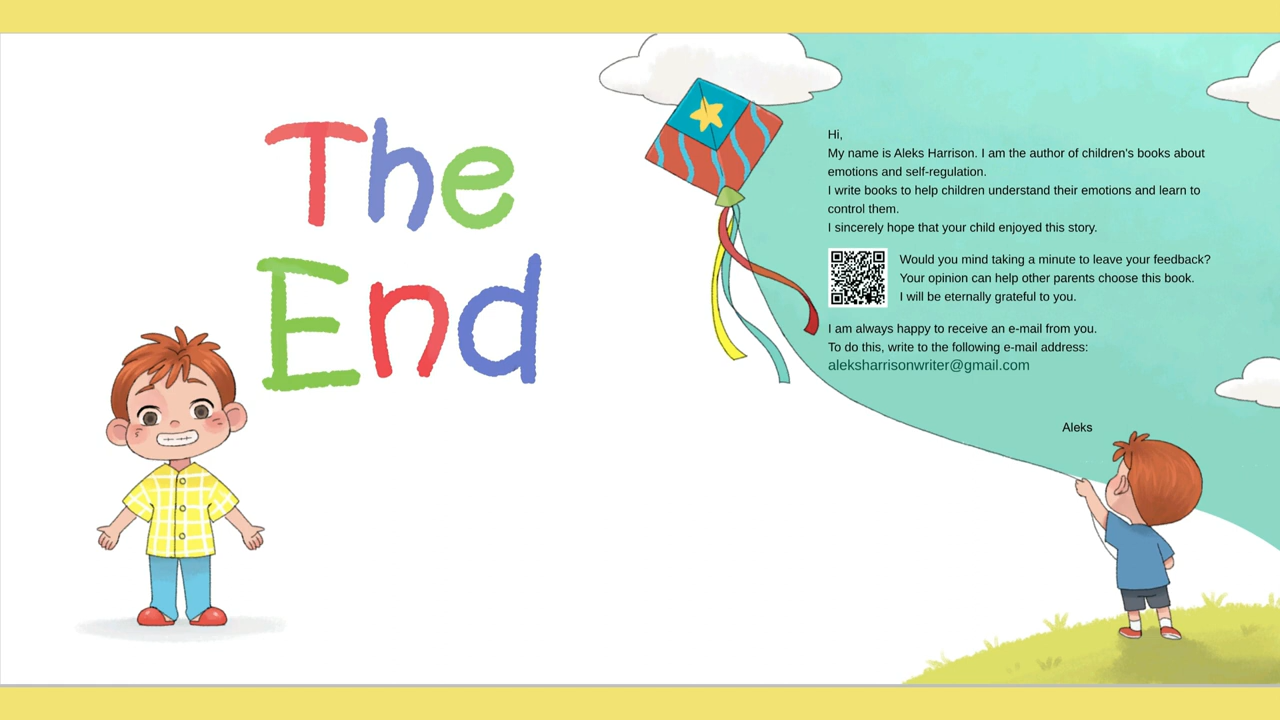 The
End
Hi,
My name is Aleks Harrison. I am the author of children's books about
emotions and self-regulation.
I write books to help children understand their emotions and learn to
control them.
I sincerely hope that your child enjoyed this story.
Would you mind taking a minute to leave your feedback?
Your opinion can help other parents choose this book.
I will be eternally grateful to you.
I am always happy to receive an e-mail from you.
To do this, write to the following e-mail address:
aleksharrisonwriter@gmail.com
Aleks